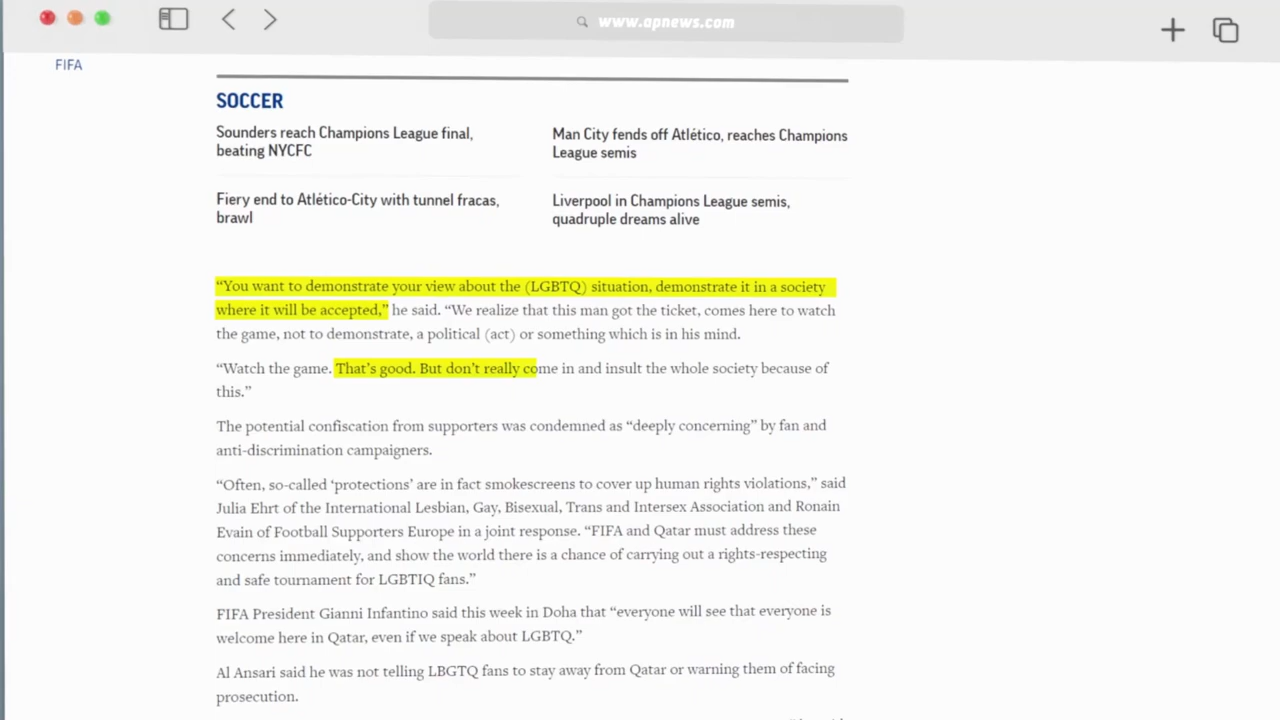 www.apnews.com
FIFA
SOCCER
Sounders reach Champions League final,
beating NYCFC
Man City fends off Atlético, reaches Champions
League semis
Fiery end to Atlético-City with tunnel fracas,
brawl
Liverpool in Champions League semis,
quadruple dreams alive
“You want to demonstrate your view about the (LGBTQ) situation, demonstrate it in a society
where it will be accepted,” he said. “We realize that this man got the ticket, comes here to watch
the game, not to demonstrate, a political (act) or something which is in his mind.
“Watch the game. That’s good. But don’t really come in and insult the whole society because of
this.”
The potential confiscation from supporters was condemned as “deeply concerning” by fan and
anti-discrimination campaigners.
“Often, so-called ‘protections’ are in fact smokescreens to cover up human rights violations,” said
Julia Ehrt of the International Lesbian, Gay, Bisexual, Trans and Intersex Association and Ronain
Evain of Football Supporters Europe in a joint response. “FIFA and Qatar must address these
concerns immediately, and show the world there is a chance of carrying out a rights-respecting
and safe tournament for LGBTIQ fans.”
FIFA President Gianni Infantino said this week in Doha that “everyone will see that everyone is
welcome here in Qatar, even if we speak about LGBTQ.”
Al Ansari said he was not telling LBGTQ fans to stay away from Qatar or warning them of facing
prosecution.